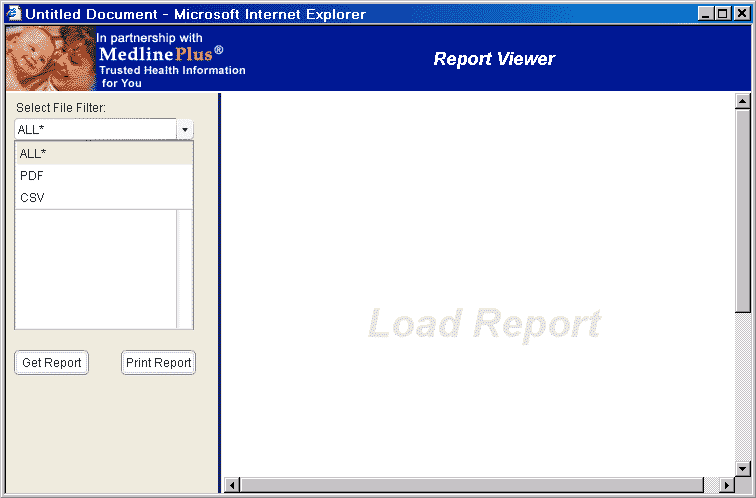 Untitled Document - Microsoft Internet Explorer
In partnership with
MedlinePlus®
Trusted Health Information
for You
Report Viewer
Select File Filter:
ALL*
ALL*
PDF
CSV
Load Report
Get Report
Print Report